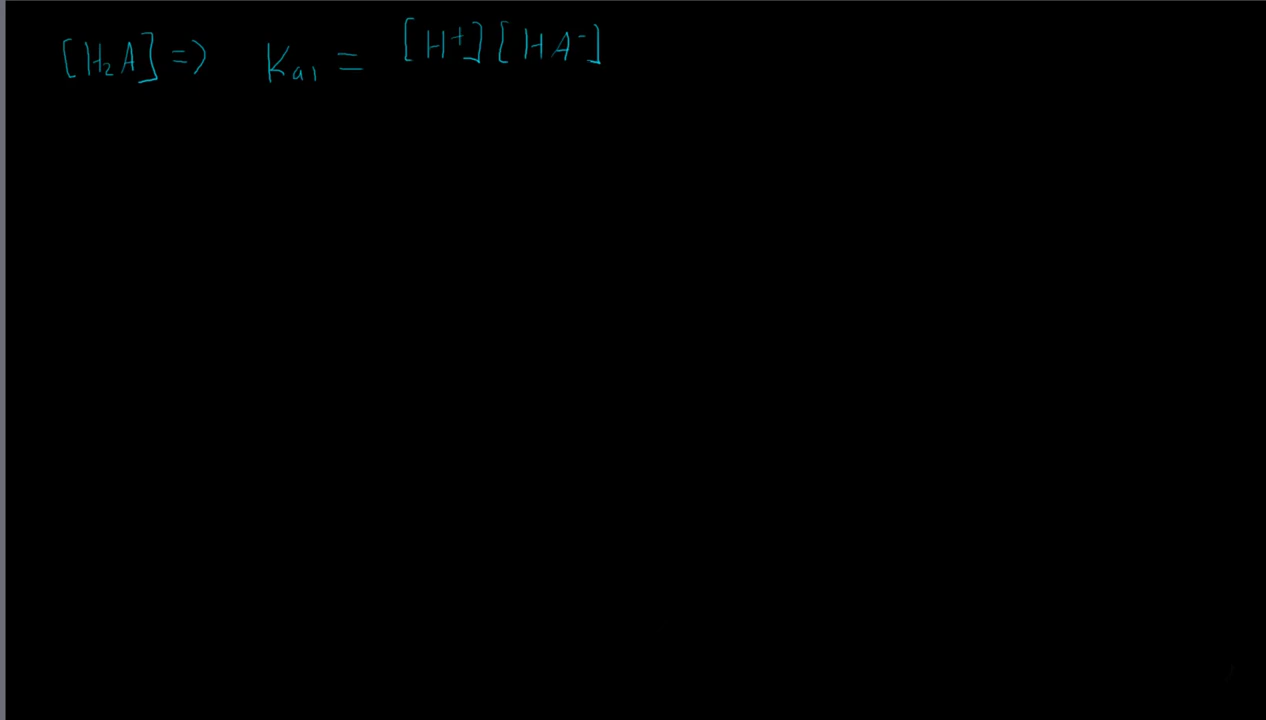 [H₂A] => Ka1 = [H⁺][HA⁻]